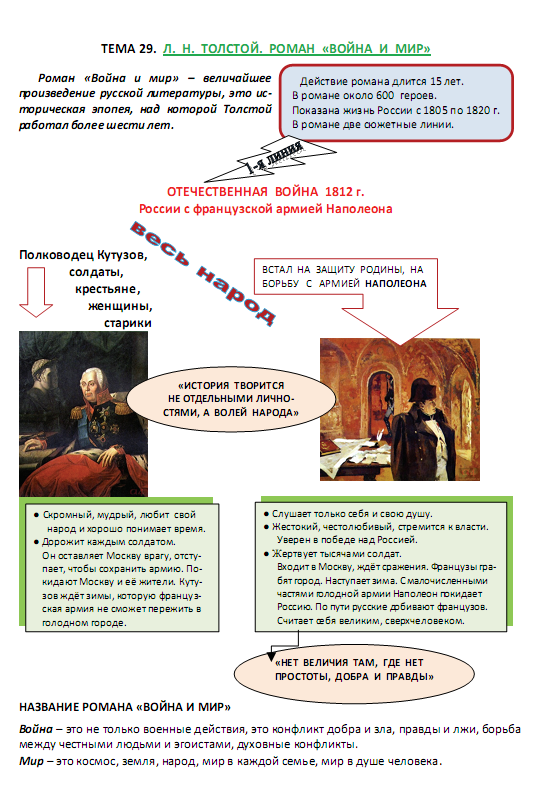 ТЕМА 29. Л. Н. ТОЛСТОЙ. РОМАН «ВОЙНА И МИР»
Роман «Война и мир» – величайшее
произведение русской литературы, это ис-
торическая эпопея, над которой Толстой
работал более шести лет.
Действие романа длится 15 лет.
В романе около 600 героев.
Показана жизнь России с 1805 по 1820 г.
В романе две сюжетные линии.
1-я линия
ОТЕЧЕСТВЕННАЯ ВОЙНА 1812 г.
России с французской армией Наполеона
весь народ
Полководец Кутузов,
солдаты,
крестьяне,
женщины,
старики
ВСТАЛ НА ЗАЩИТУ РОДИНЫ, НА
БОРЬБУ С АРМИЕЙ НАПОЛЕОНА
«ИСТОРИЯ ТВОРИТСЯ
НЕ ОТДЕЛЬНЫМИ ЛИЧНО-
СТЯМИ, А ВОЛЕЙ НАРОДА»
● Скромный, мудрый, любит свой
народ и хорошо понимает время.
● Дорожит каждым солдатом.
Он оставляет Москву врагу, отсту-
пает, чтобы сохранить армию. По-
кидают Москву и её жители. Куту-
зов ждёт зимы, которую француз-
ская армия не сможет пережить в
голодном городе.
● Слушает только себя и свою душу.
● Жестокий, честолюбивый, стремится к власти.
Уверен в победе над Россией.
● Жертвует тысячами солдат.
Входит в Москву, ждёт сражения. Французы гра-
бят город. Наступает зима. С малочисленными
частями голодной армии Наполеон покидает
Россию. По пути русские добивают французов.
Считает себя великим, сверхчеловеком.
«НЕТ ВЕЛИЧИЯ ТАМ, ГДЕ НЕТ
ПРОСТОТЫ, ДОБРА И ПРАВДЫ»
НАЗВАНИЕ РОМАНА «ВОЙНА И МИР»
Война – это не только военные действия, это конфликт добра и зла, правды и лжи, борьба
между честными людьми и эгоистами, духовные конфликты.
Мир – это космос, земля, народ, мир в каждой семье, мир в душе человека.